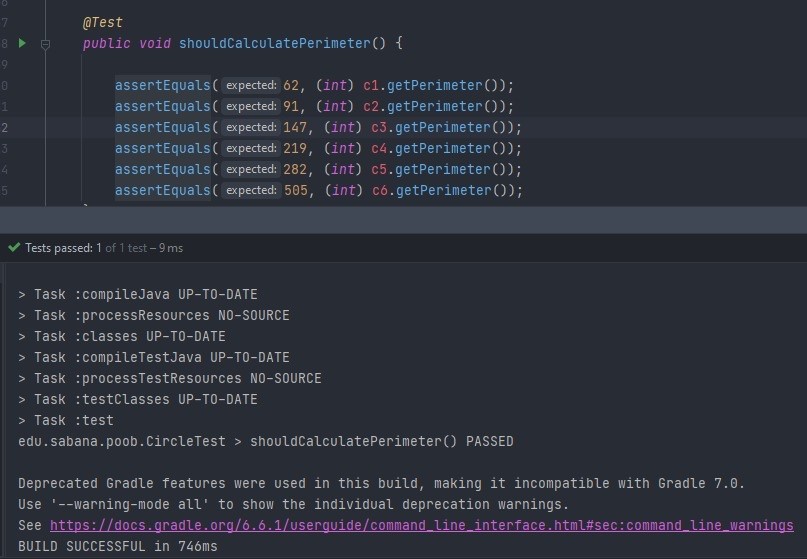 7 @Test
8 public void shouldCalculatePerimeter() {
9
0 assertEquals( expected: 62, (int) c1.getPerimeter());
1 assertEquals( expected: 91, (int) c2.getPerimeter());
2 assertEquals( expected: 147, (int) c3.getPerimeter());
3 assertEquals( expected: 219, (int) c4.getPerimeter());
4 assertEquals( expected: 282, (int) c5.getPerimeter());
5 assertEquals( expected: 505, (int) c6.getPerimeter());
Tests passed: 1 of 1 test – 9 ms
> Task :compileJava UP-TO-DATE
> Task :processResources NO-SOURCE
> Task :classes UP-TO-DATE
> Task :compileTestJava UP-TO-DATE
> Task :processTestResources NO-SOURCE
> Task :testClasses UP-TO-DATE
> Task :test
edu.sabana.poob.CircleTest > shouldCalculatePerimeter() PASSED
Deprecated Gradle features were used in this build, making it incompatible with Gradle 7.0.
Use '--warning-mode all' to show the individual deprecation warnings.
See https://docs.gradle.org/6.6.1/userguide/command_line_interface.html#sec:command_line_warnings
BUILD SUCCESSFUL in 746ms